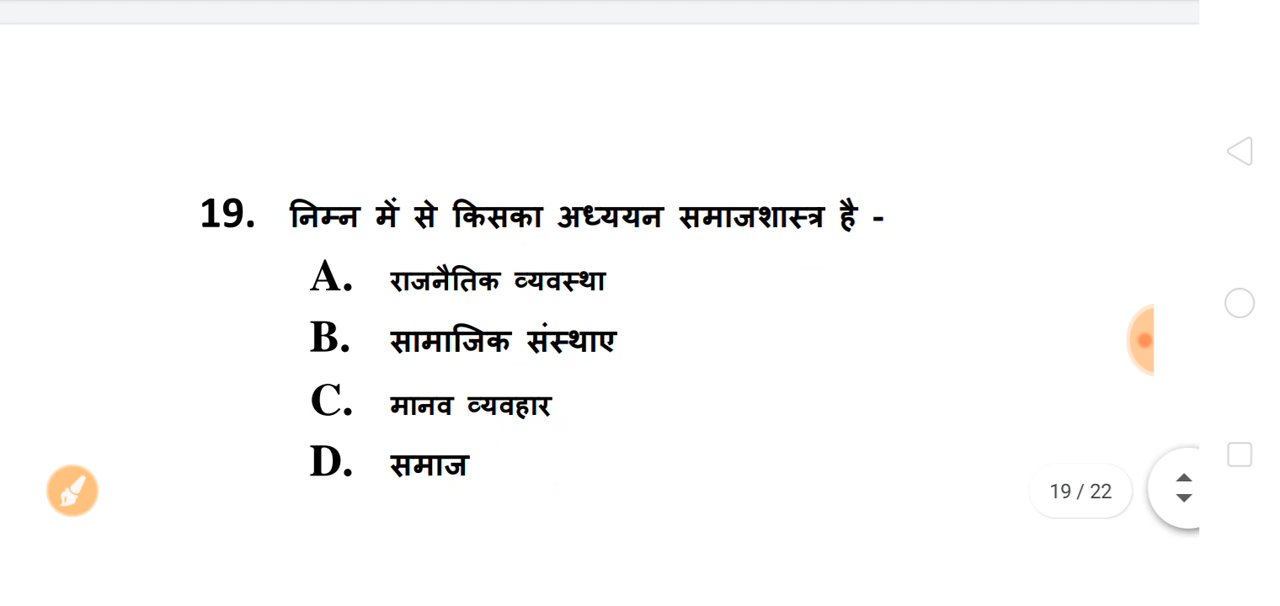 19. निम्न में से किसका अध्ययन समाजशास्त्र है -
A. राजनैतिक व्यवस्था
B. सामाजिक संस्थाए
C. मानव व्यवहार
D. समाज
19 / 22